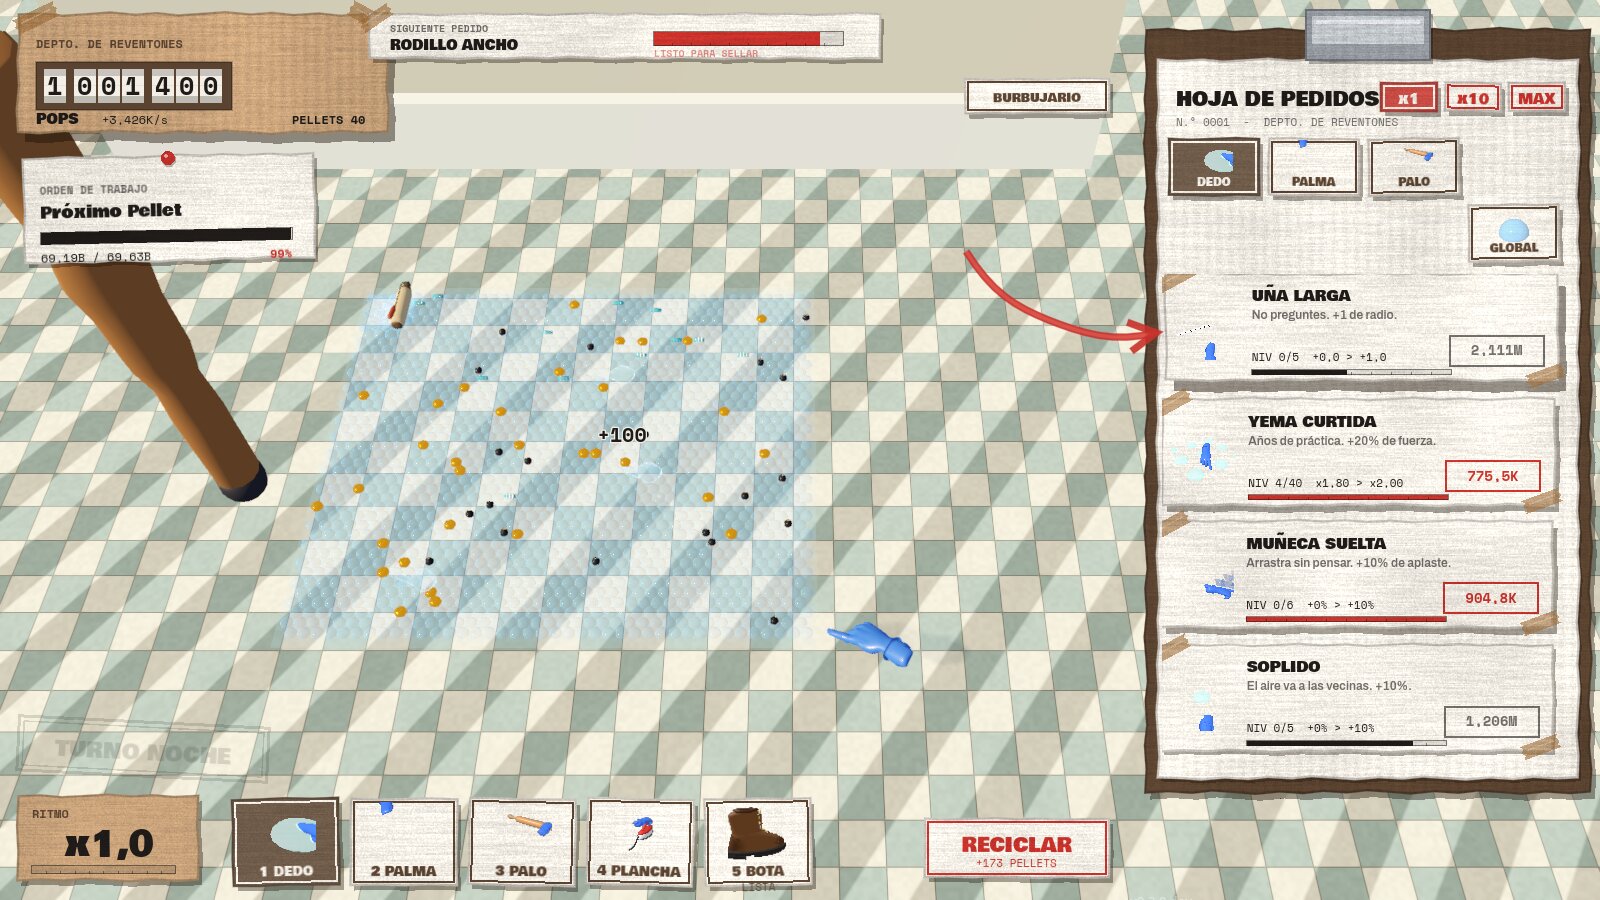 DEPTO. DE REVENTONES
1 001 400
POPS +3,426K/s PELLETS 40
SIGUIENTE PEDIDO
RODILLO ANCHO
LISTO PARA SELLAR
BURBUJARIO
ORDEN DE TRABAJO
Próximo Pellet
69,19B / 69,63B 99%
HOJA DE PEDIDOS x1 x10 MAX
N.° 0001 - DEPTO. DE REVENTONES
DEDO PALMA PALO
GLOBAL
UÑA LARGA
No preguntes. +1 de radio.
NIV 0/5 +0,0 > +1,0 2,111M
YEMA CURTIDA
Años de práctica. +20% de fuerza.
NIV 4/40 x1,80 > x2,00 775,5K
MUÑECA SUELTA
Arrastra sin pensar. +10% de aplaste.
NIV 0/6 +0% > +10% 904,8K
SOPLIDO
El aire va a las vecinas. +10%.
NIV 0/5 +0% > +10% 1,206M
+100
TURNO NOCHE
RITMO
x1,0
1 DEDO 2 PALMA 3 PALO 4 PLANCHA 5 BOTA
LISTA
RECICLAR
+173 PELLETS